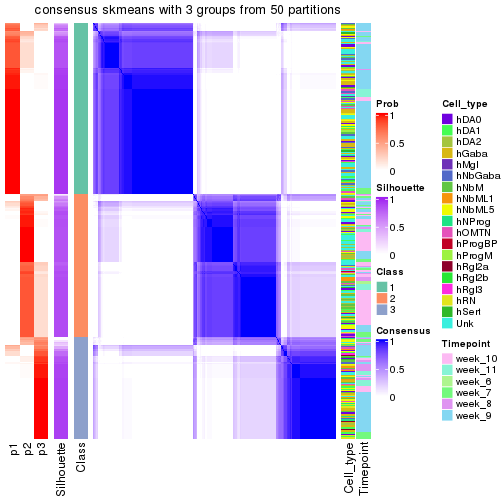 consensus skmeans with 3 groups from 50 partitions
p1
p2
p3
Silhouette
Class
Cell_type
Timepoint
Prob
1
0.5
0
Silhouette
1
0.5
0
Class
1
2
3
Consensus
1
0.5
0
Cell_type
hDA0
hDA1
hDA2
hGaba
hMgl
hNbGaba
hNbM
hNbML1
hNbML5
hNProg
hOMTN
hProgBP
hProgM
hRgl2a
hRgl2b
hRgl3
hRN
hSert
Unk
Timepoint
week_10
week_11
week_6
week_7
week_8
week_9